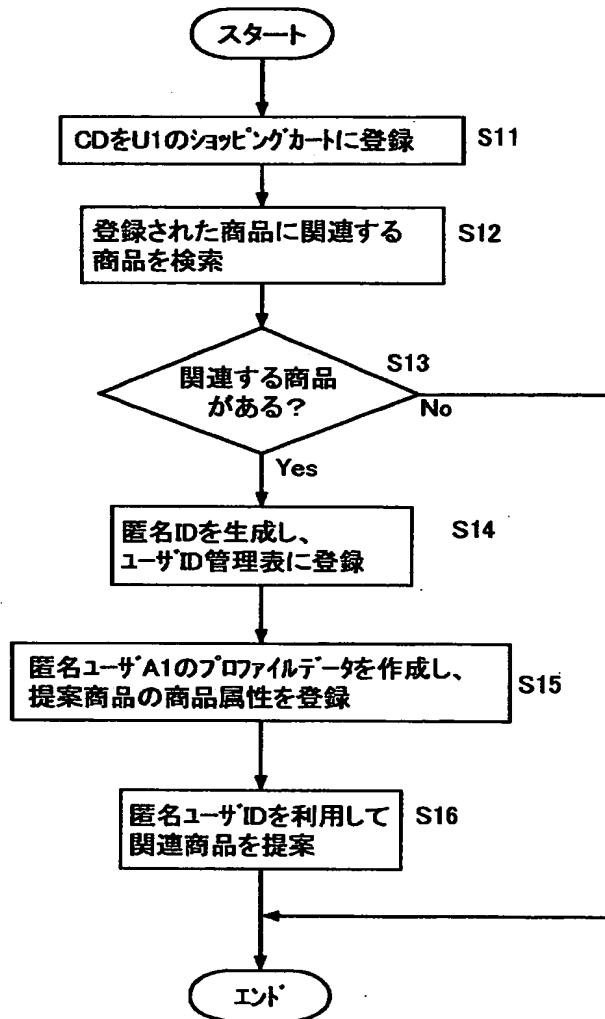 スタート
CDをU1のショッピングカートに登録
S11
登録された商品に関連する
商品を検索
S12
関連する商品
がある?
S13
No
Yes
匿名IDを生成し、
ユーザID管理表に登録
S14
匿名ユーザA1のプロファイルデータを作成し、
提案商品の商品属性を登録
S15
匿名ユーザIDを利用して
関連商品を提案
S16
エンド